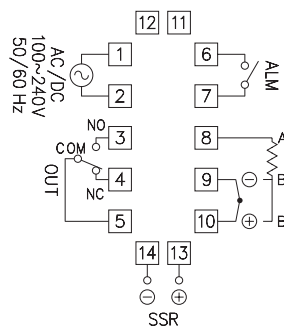 12 11
1 6
AC/DC
100~240V
50/60 Hz
ALM
2 7
3 NO 8 A
COM
4 9 ⊖ B
OUT
NC
5 10 ⊕ B
14 13
⊖ ⊕
SSR